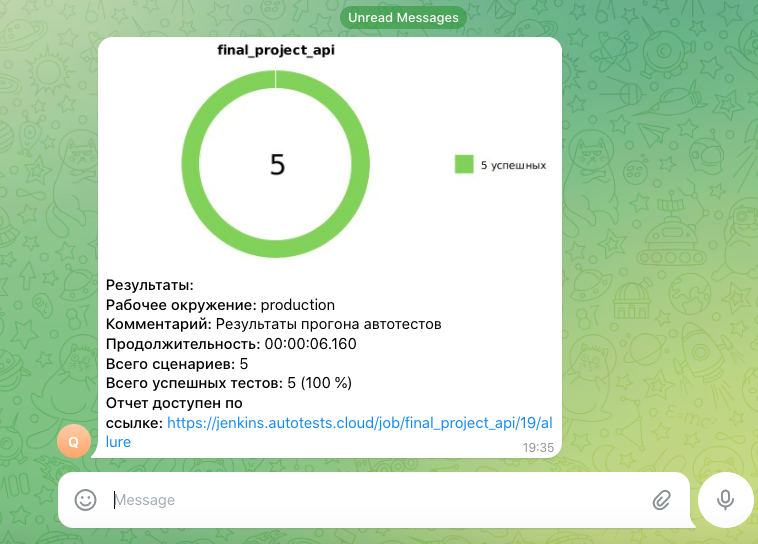 Unread Messages
final_project_api
5
5 успешных
Результаты:
Рабочее окружение: production
Комментарий: Результаты прогона автотестов
Продолжительность: 00:00:06.160
Всего сценариев: 5
Всего успешных тестов: 5 (100 %)
Отчет доступен по
ссылке: https://jenkins.autotests.cloud/job/final_project_api/19/al
lure
19:35
Q
Message